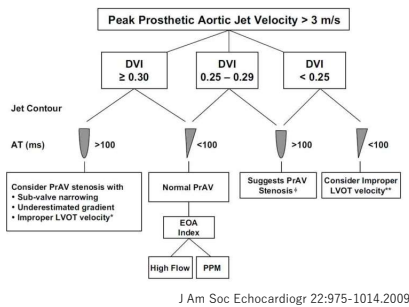 Peak Prosthetic Aortic Jet Velocity > 3 m/s
DVI
≥ 0.30
DVI
0.25 – 0.29
DVI
< 0.25
Jet Contour
AT (ms)
>100
<100
>100
<100
Consider PrAV stenosis with
• Sub-valve narrowing
• Underestimated gradient
• Improper LVOT velocity*
Normal PrAV
Suggests PrAV
Stenosis◊
Consider Improper
LVOT velocity**
EOA
Index
High Flow
PPM
J Am Soc Echocardiogr 22:975-1014.2009